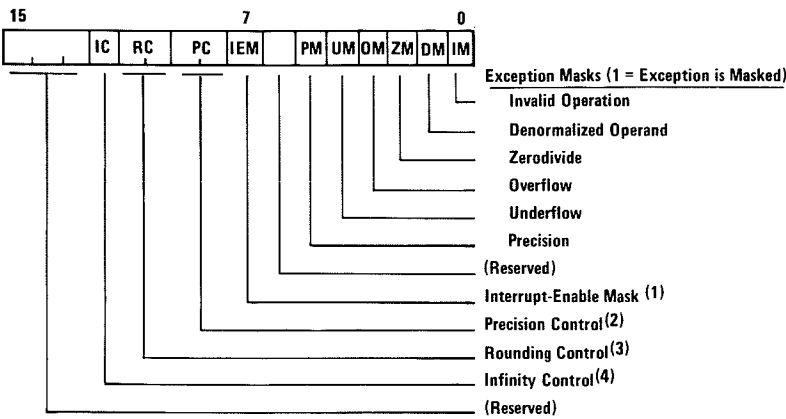 15 7 0
IC RC PC IEM PM UM OM ZM DM IM
Exception Masks (1 = Exception is Masked)
Invalid Operation
Denormalized Operand
Zerodivide
Overflow
Underflow
Precision
(Reserved)
Interrupt-Enable Mask (1)
Precision Control(2)
Rounding Control(3)
Infinity Control(4)
(Reserved)